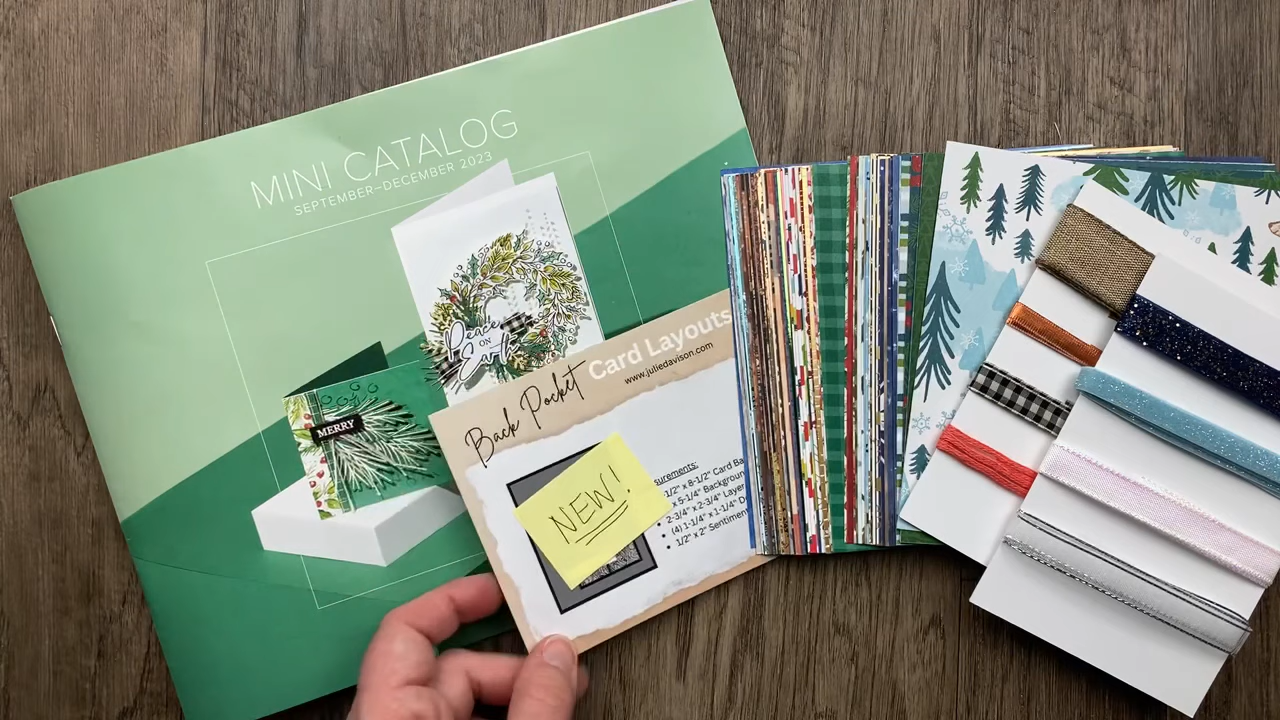 MINI CATALOG
SEPTEMBER–DECEMBER 2023
Peace
ON
Earth
MERRY
Back Pocket Card Layouts
www.juliedavison.com
NEW!
surements:
1/2" x 8-1/2" Card Ba
x 5-1/4" Backgroun
2-3/4" x 2-3/4" Layer
(4) 1-1/4" x 1-1/4" D
1/2" x 2" Sentimen